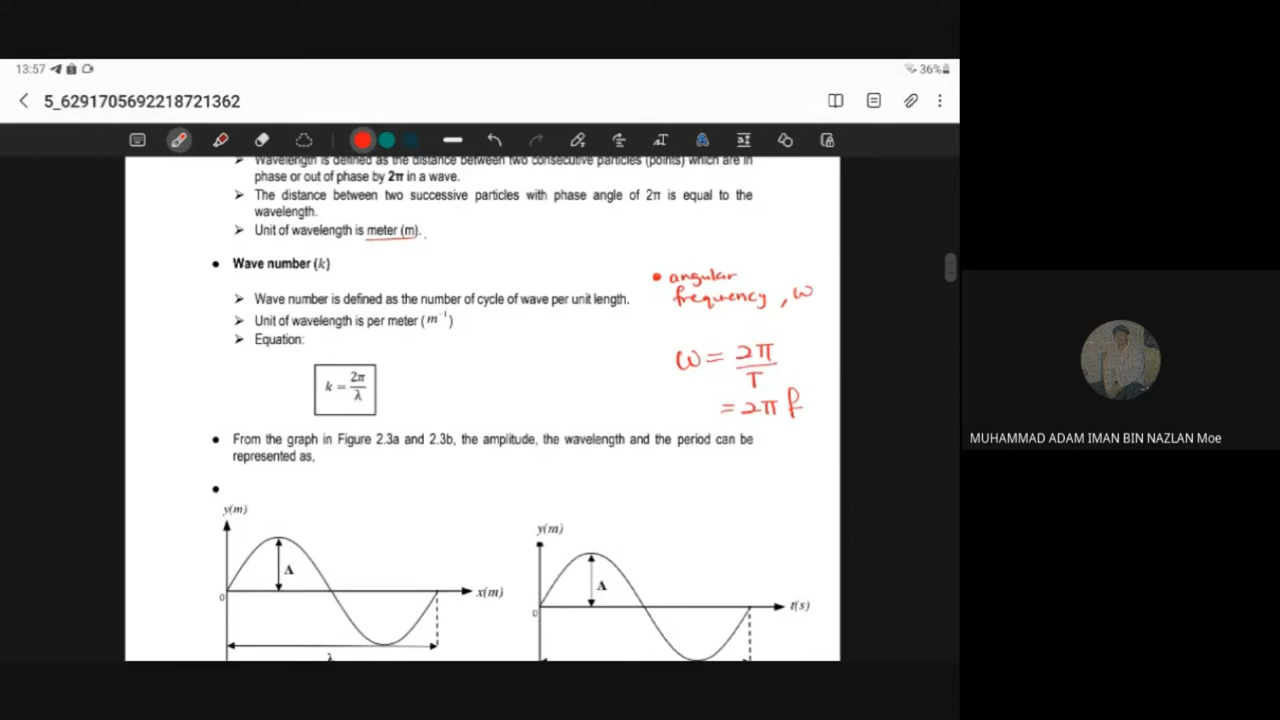 13:57
36%
5_6291705692218721362
Wavelength is defined as the distance between two consecutive particles (points) which are in
phase or out of phase by 2π in a wave.
The distance between two successive particles with phase angle of 2π is equal to the
wavelength.
Unit of wavelength is meter (m).
Wave number (k)
Wave number is defined as the number of cycle of wave per unit length.
Unit of wavelength is per meter (m⁻¹)
Equation:
k = 2π/λ
• angular
frequency, ω
ω = 2π/T
= 2πf
From the graph in Figure 2.3a and 2.3b, the amplitude, the wavelength and the period can be
represented as,
y(m)
A
0
x(m)
λ
y(m)
A
0
t(s)
MUHAMMAD ADAM IMAN BIN NAZLAN Moe